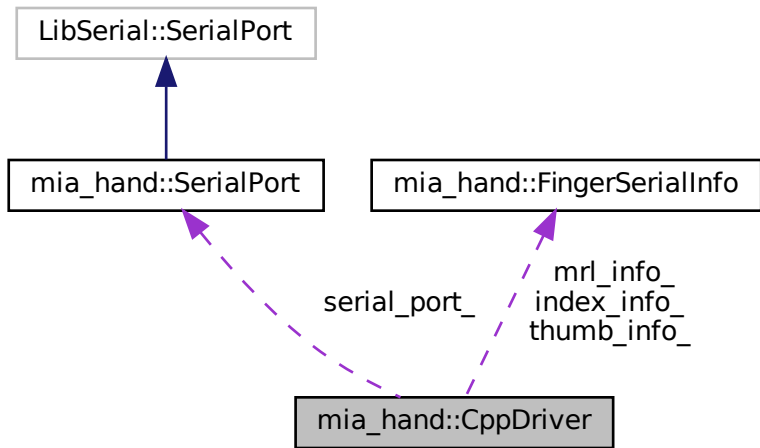 LibSerial::SerialPort
mia_hand::SerialPort
mia_hand::FingerSerialInfo
serial_port_
mrl_info_
index_info_
thumb_info_
mia_hand::CppDriver